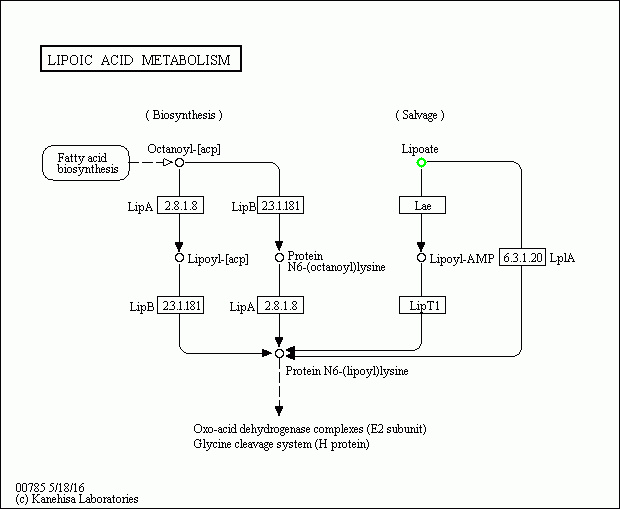 LIPOIC ACID METABOLISM
( Biosynthesis )
( Salvage )
Octanoyl-[acp]
Lipoate
Fatty acid
biosynthesis
LipA
2.8.1.8
LipB
2.3.1.181
Lae
Lipoyl-[acp]
Protein
N6-(octanoyl)lysine
Lipoyl-AMP
6.3.1.20
LplA
LipB
2.3.1.181
LipA
2.8.1.8
LipT1
Protein N6-(lipoyl)lysine
Oxo-acid dehydrogenase complexes (E2 subunit)
Glycine cleavage system (H protein)
00785 5/18/16
(c) Kanehisa Laboratories